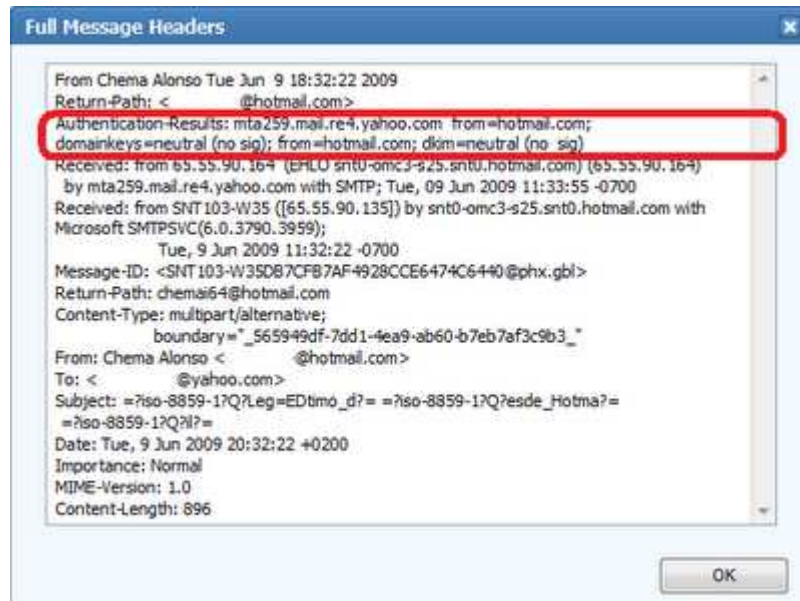 Full Message Headers
From Chema Alonso Tue Jun 9 18:32:22 2009
Return-Path: < @hotmail.com>
Authentication-Results: mta259.mail.re4.yahoo.com from=hotmail.com;
domainkeys=neutral (no sig); from=hotmail.com; dkim=neutral (no sig)
Received: from 65.55.90.164 (EHLO snt0-omc3-s25.snt0.hotmail.com) (65.55.90.164)
by mta259.mail.re4.yahoo.com with SMTP; Tue, 09 Jun 2009 11:33:55 -0700
Received: from SNT103-W35 ([65.55.90.135]) by snt0-omc3-s25.snt0.hotmail.com with
Microsoft SMTPSVC(6.0.3790.3959);
Tue, 9 Jun 2009 11:32:22 -0700
Message-ID: <SNT103-W35DB7CFB7AF4928CCE6474C6440@phx.gbl>
Return-Path: chemai64@hotmail.com
Content-Type: multipart/alternative;
boundary="_565949df-7dd1-4ea9-ab60-b7eb7af3c9b3_"
From: Chema Alonso < @hotmail.com>
To: < @yahoo.com>
Subject: =?iso-8859-1?Q?Leg=EDtimo_d?= =?iso-8859-1?Q?esde_Hotma?=
=?iso-8859-1?Q?il?=
Date: Tue, 9 Jun 2009 20:32:22 +0200
Importance: Normal
MIME-Version: 1.0
Content-Length: 896
OK